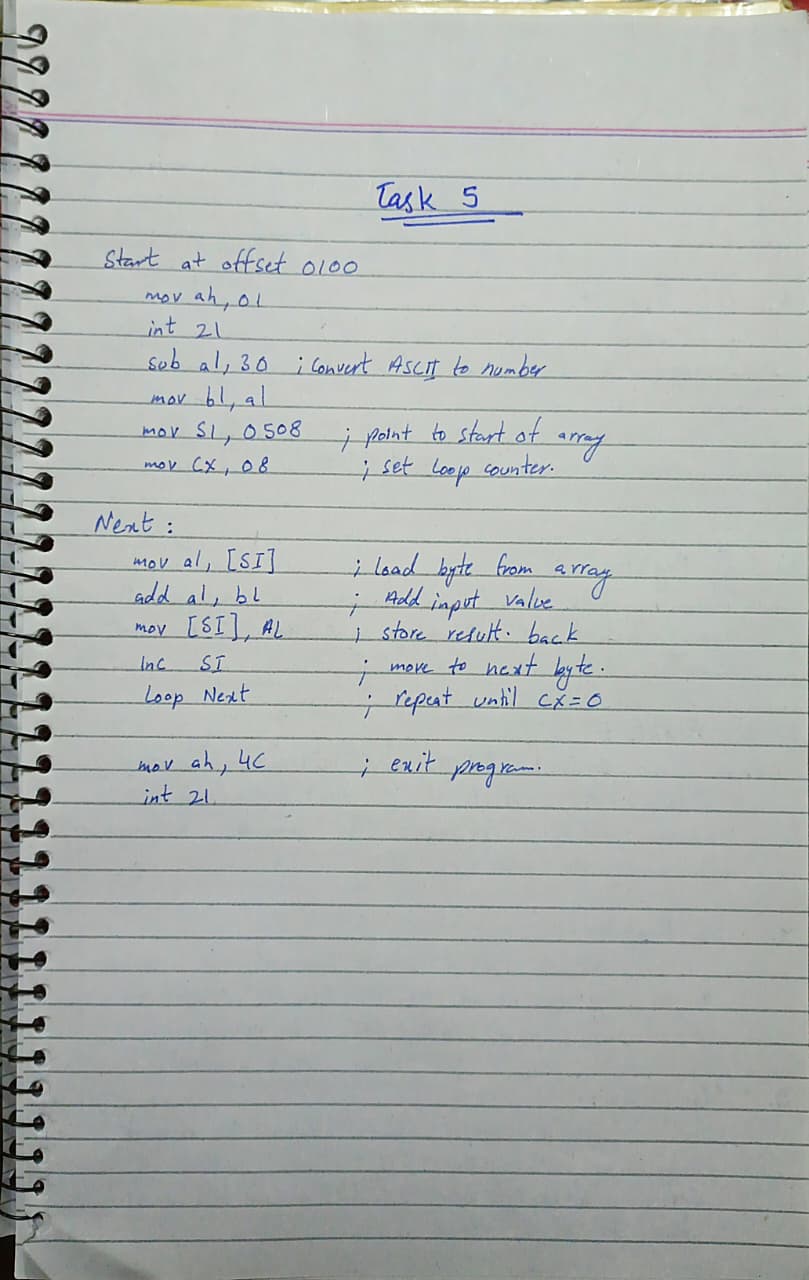 Task 5
Start at offset 0100
mov ah, 01
int 21
sub al, 30 ; Convert ASCII to number
mov bl, al
mov SI, 0508 ; point to start of array
mov CX, 08 ; set loop counter.
Next :
mov al, [SI] ; load byte from array
add al, bl ; Add input value
mov [SI], AL ; store result. back
Inc SI ; move to next byte.
Loop Next ; repeat until CX=0
mov ah, 4C ; exit program.
int 21